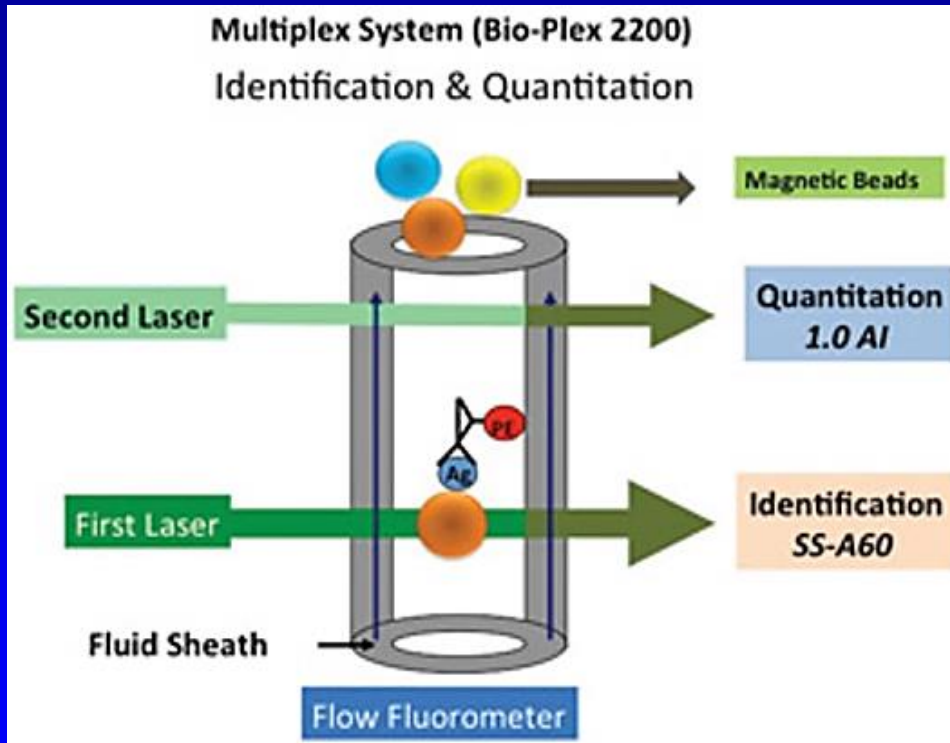 Multiplex System (Bio-Plex 2200)
Identification & Quantitation
Magnetic Beads
Second Laser
Quantitation
1.0 AI
PE
Ag
First Laser
Identification
SS-A60
Fluid Sheath
Flow Fluorometer